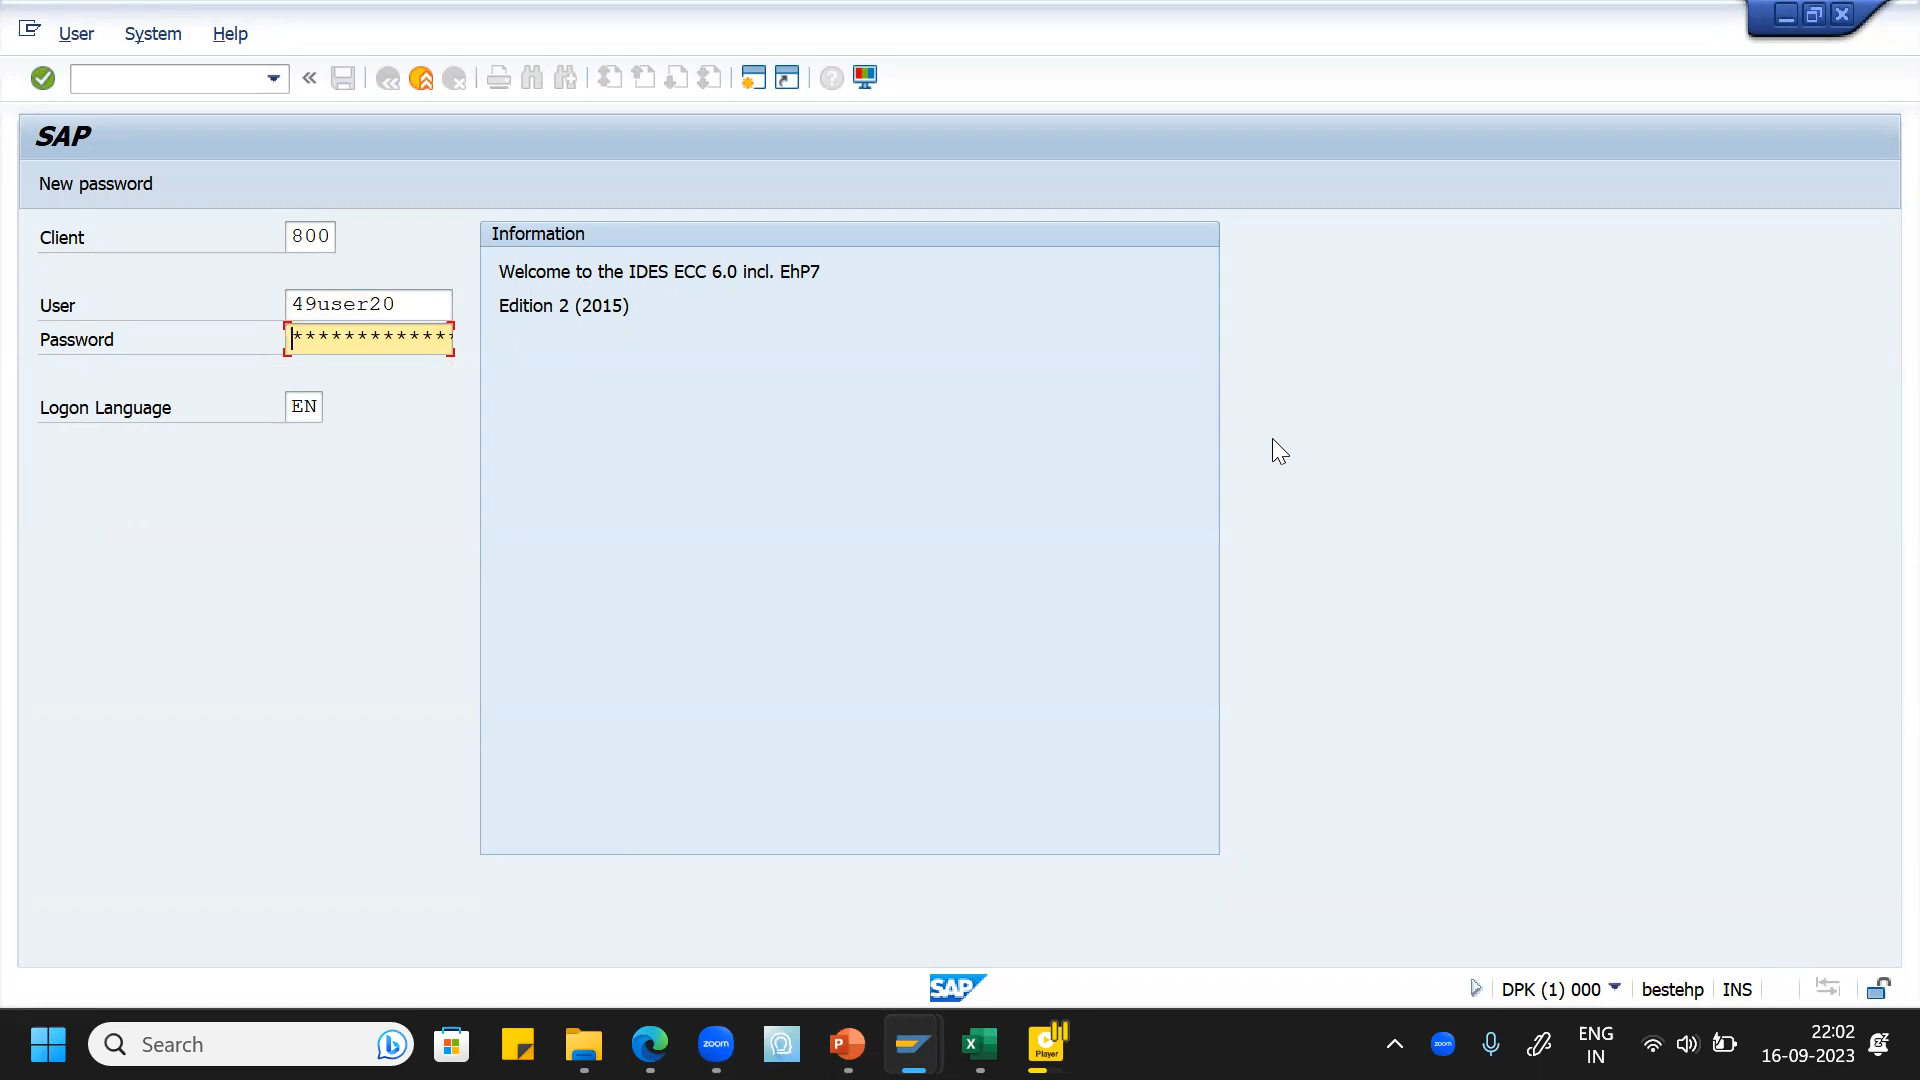 User System Help
SAP
New password
Client 800
User 49user20
Password *************
Logon Language EN
Information
Welcome to the IDES ECC 6.0 incl. EhP7
Edition 2 (2015)
SAP
DPK (1) 000 bestehp INS
Search
zoom
P
X
Player
zoom
ENG
IN
22:02
16-09-2023